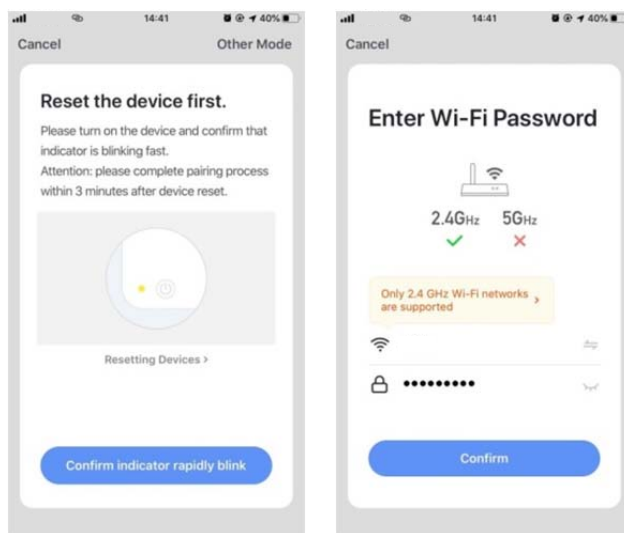 14:41
40%
Cancel
Other Mode
Reset the device first.
Please turn on the device and confirm that
indicator is blinking fast.
Attention: please complete pairing process
within 3 minutes after device reset.
Resetting Devices >
Confirm indicator rapidly blink
14:41
40%
Cancel
Enter Wi-Fi Password
2.4GHz 5GHz
Only 2.4 GHz Wi-Fi networks >
are supported
•••••••••
Confirm